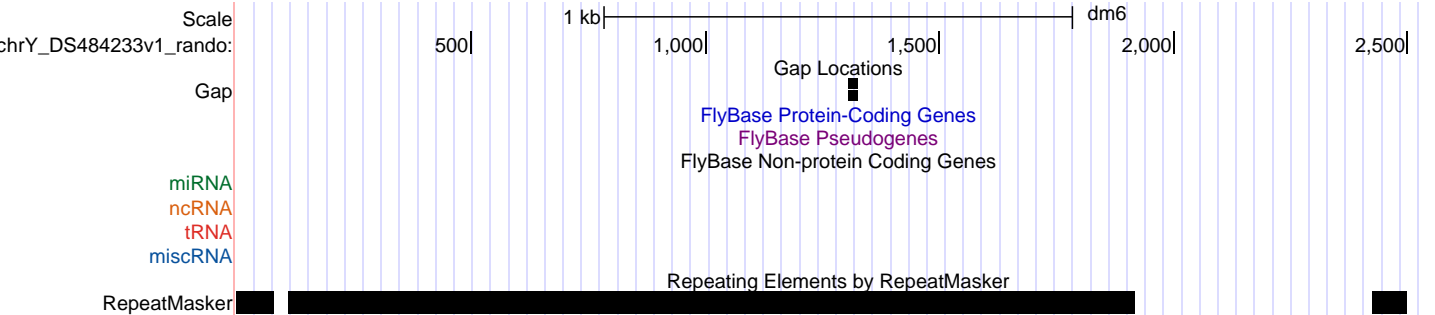 Scale 1 kb dm6
chrY_DS484233v1_rando: 500 1,000 1,500 2,000 2,500
Gap Locations
Gap
FlyBase Protein-Coding Genes
FlyBase Pseudogenes
FlyBase Non-protein Coding Genes
miRNA
ncRNA
tRNA
miscRNA
Repeating Elements by RepeatMasker
RepeatMasker